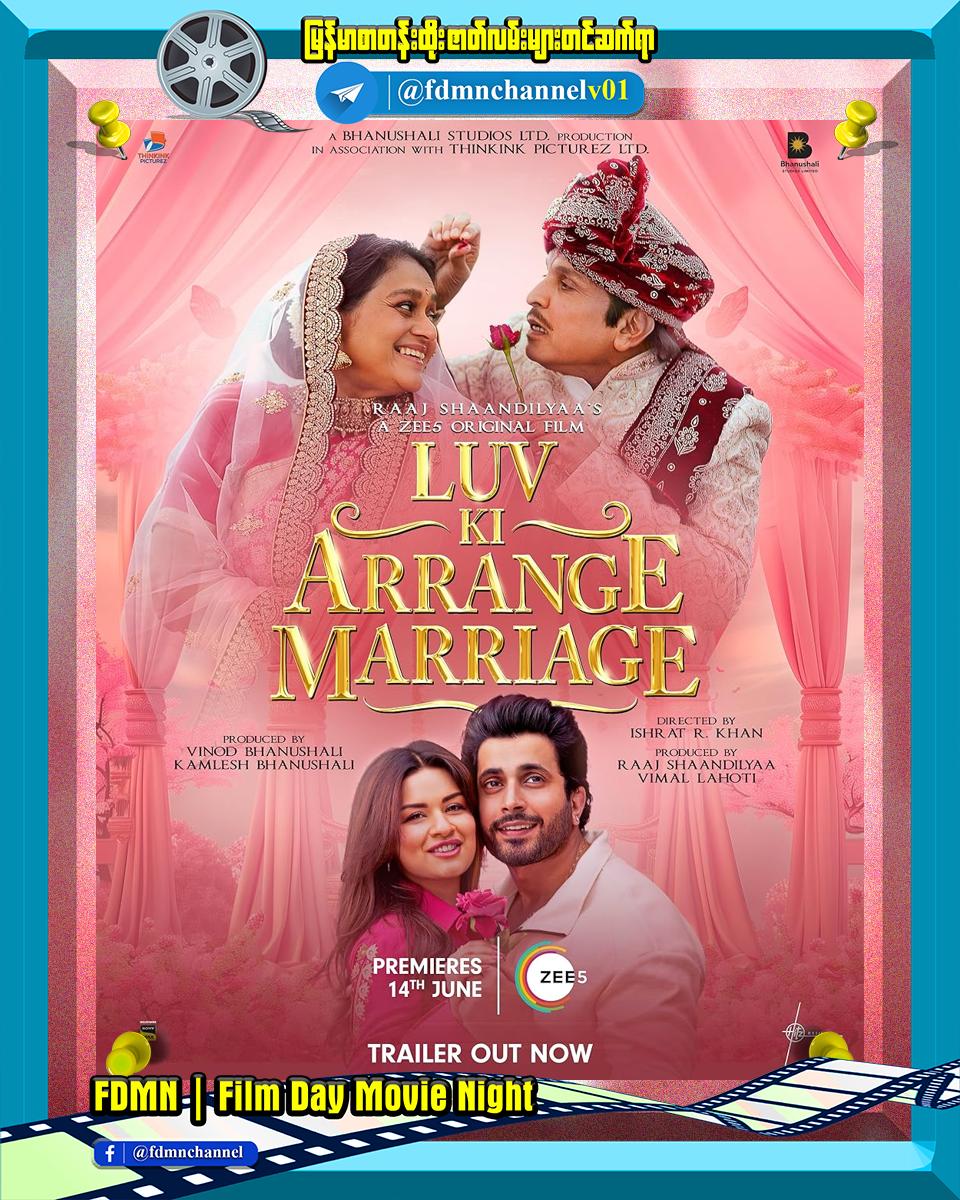 မြန်မာစာတန်းထိုးဇာတ်လမ်းများတင်ဆက်ရာ
@fdmnchannelv01
THINKINK
PICTUREZ
A BHANUSHALI STUDIOS LTD. PRODUCTION
IN ASSOCIATION WITH THINKINK PICTUREZ LTD.
B
Bhanushali
STUDIOS LIMITED
RAAJ SHAANDILYAA'S
A ZEE5 ORIGINAL FILM
LUV
KI
ARRANGE
MARRIAGE
PRODUCED BY
VINOD BHANUSHALI
KAMLESH BHANUSHALI
DIRECTED BY
ISHRAT R. KHAN
PRODUCED BY
RAAJ SHAANDILYAA
VIMAL LAHOTI
PREMIERES
14TH JUNE
ZEE5
TRAILER OUT NOW
FDMN | Film Day Movie Night
@fdmnchannel